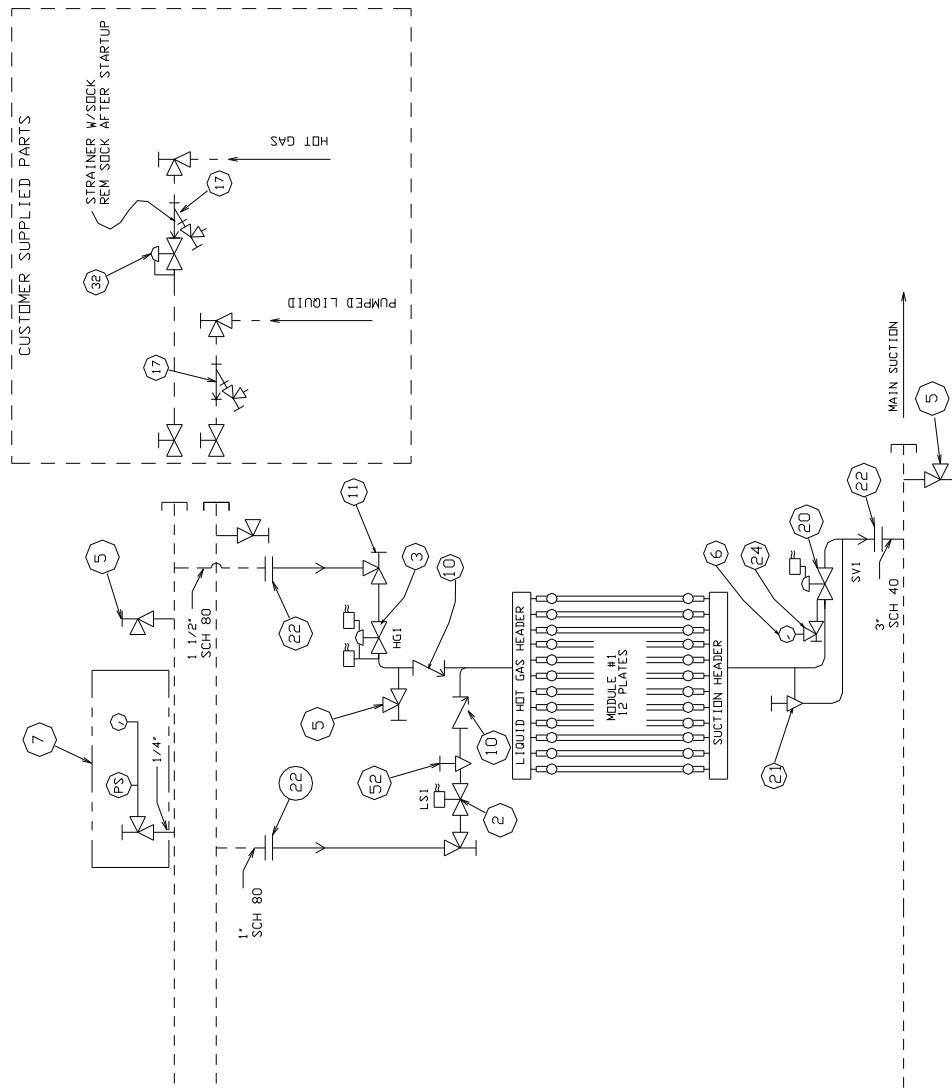 CUSTOMER SUPPLIED PARTS
STRAINER W/SOCK
REM SOCK AFTER STARTUP
HOT GAS
17
32
PUMPED LIQUID
17
5
7
PS
1/4"
1 1/2"
SCH 80
22
11
3
10
HG1
5
22
1"
SCH 80
LS1
52
2
10
LIQUID HOT GAS HEADER
MODULE #1
12 PLATES
SUCTION HEADER
6
24
20
SV1
22
3"
SCH 40
21
MAIN SUCTION
5